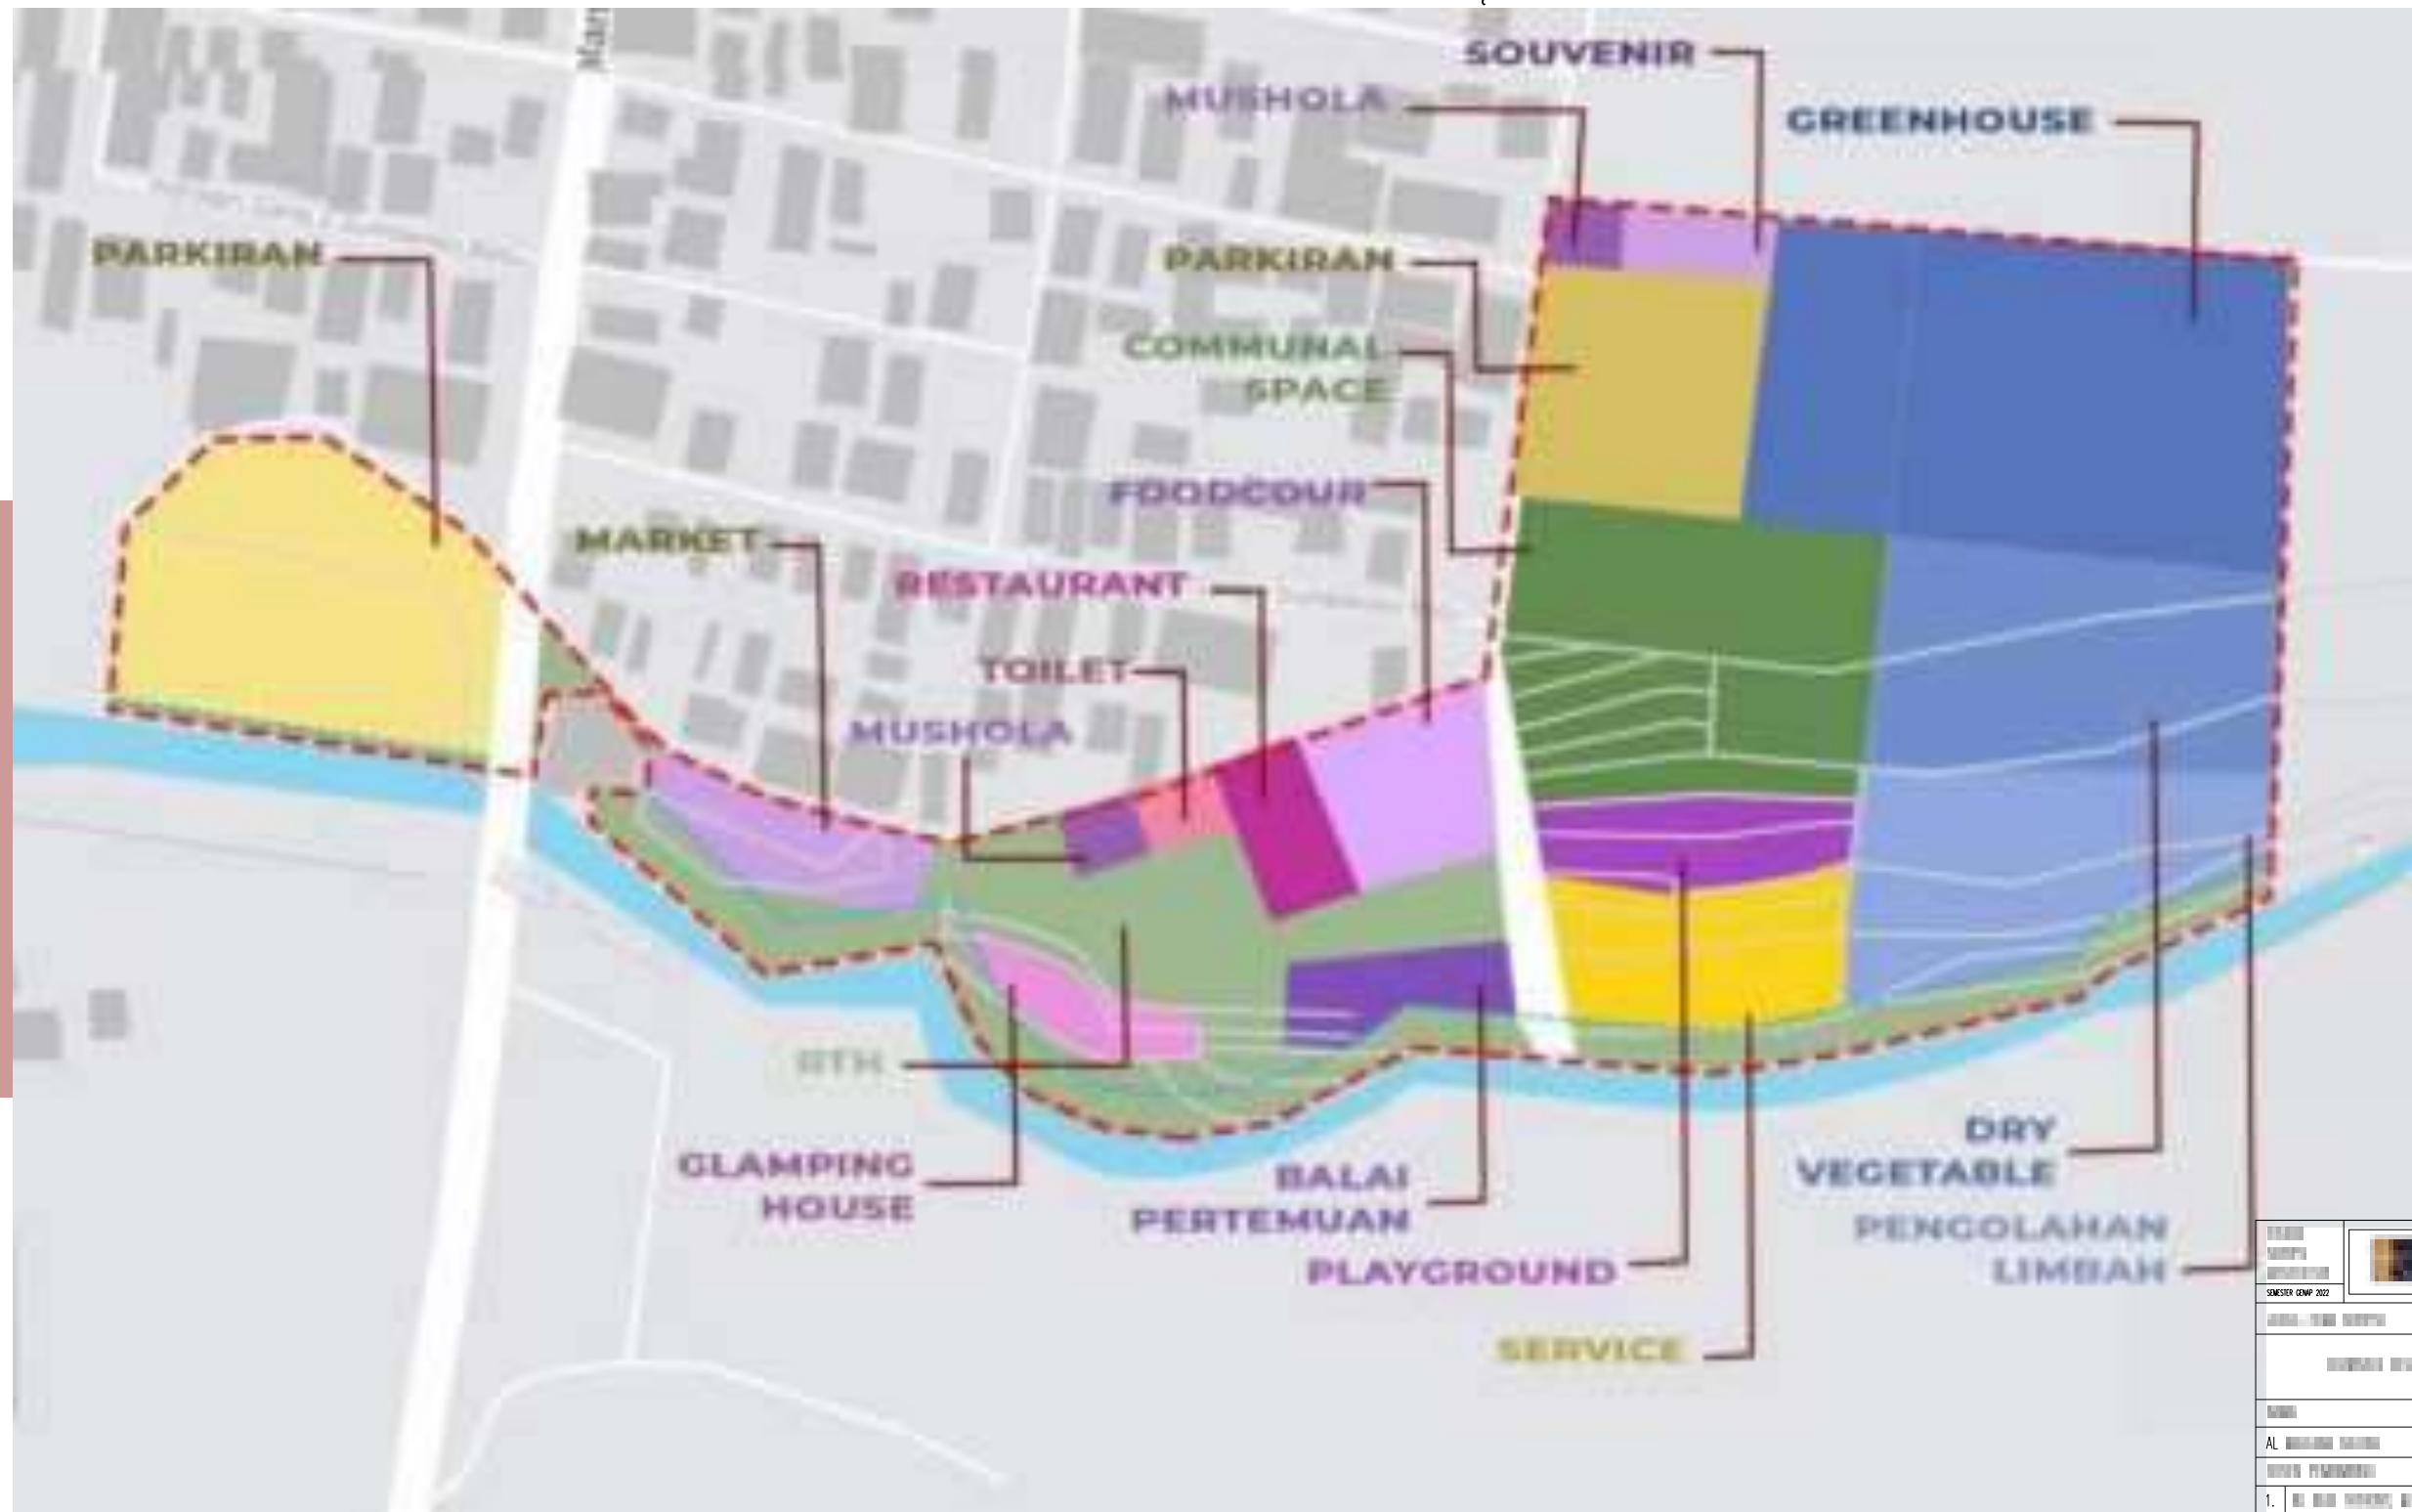 Man
SOUVENIR
MUSHOLA
GREENHOUSE
PARKIRAN
PARKIRAN
COMMUNAL
SPACE
FOODCOUR
MARKET
RESTAURANT
TOILET
MUSHOLA
RTH
GLAMPING
HOUSE
BALAI
PERTEMUAN
PLAYGROUND
SERVICE
DRY
VEGETABLE
PENGOLAHAN
LIMBAH
SEMESTER GENAP 2022
AL
1.